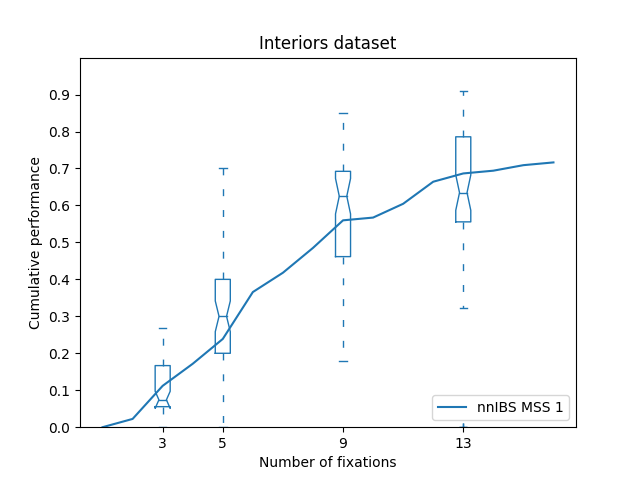 Interiors dataset
Cumulative performance
0.9
0.8
0.7
0.6
0.5
0.4
0.3
0.2
0.1
0.0
3 5 9 13
Number of fixations
nnIBS MSS 1